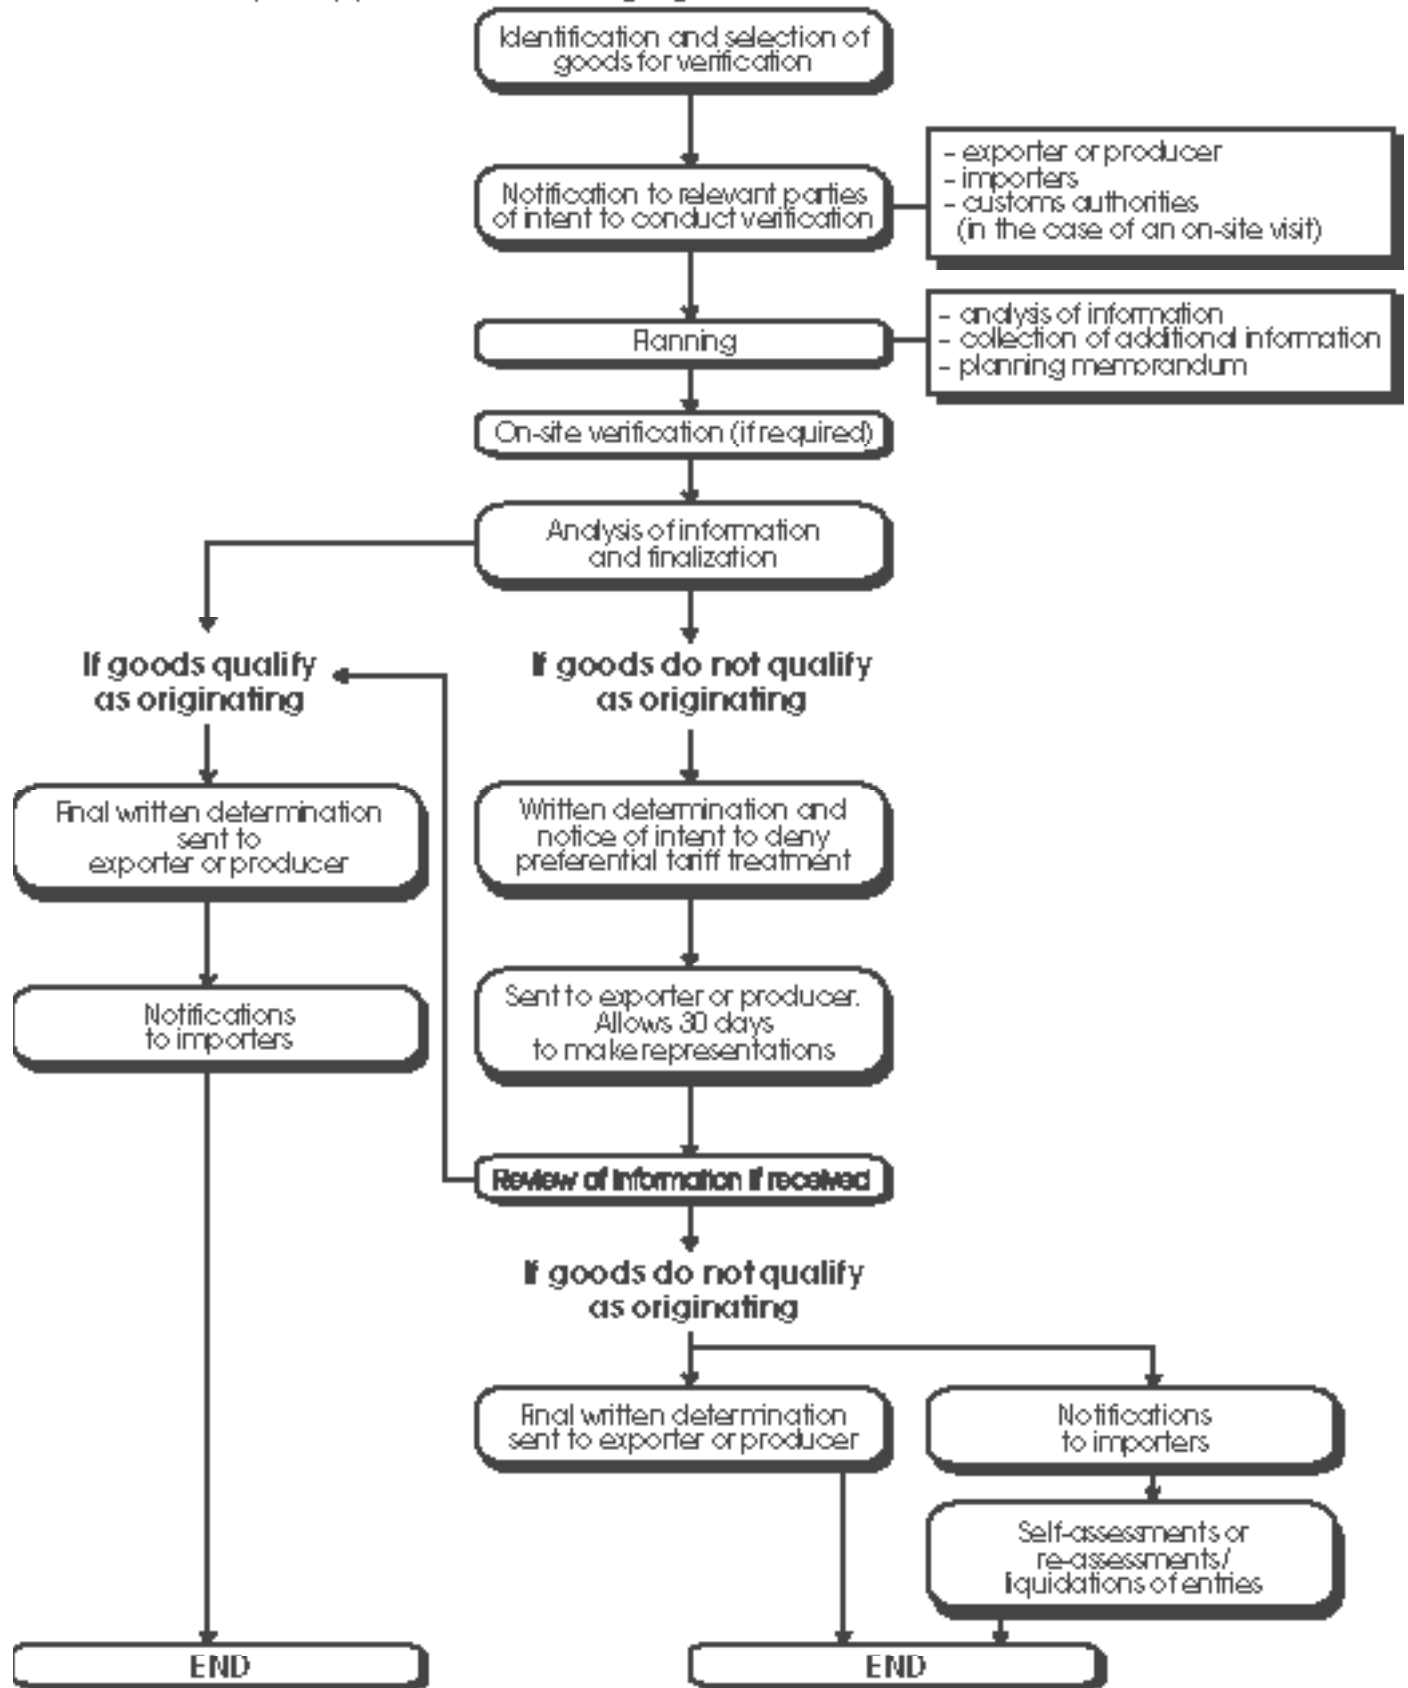 Identification and selection of
goods for verification
Notification to relevant parties
of intent to conduct verification
- exporter or producer
- importers
- customs authorities
(in the case of an on-site visit)
Planning
- analysis of information
- collection of additional information
- planning memorandum
On-site verification (if required)
Analysis of information
and finalization
If goods qualify
as originating
If goods do not qualify
as originating
Final written determination
sent to
exporter or producer
Written determination and
notice of intent to deny
preferential tariff treatment
Notifications
to importers
Sent to exporter or producer.
Allows 30 days
to make representations
Review of information if received
If goods do not qualify
as originating
Final written determination
sent to exporter or producer
Notifications
to importers
Self-assessments or
re-assessments/
liquidations of entries
END
END